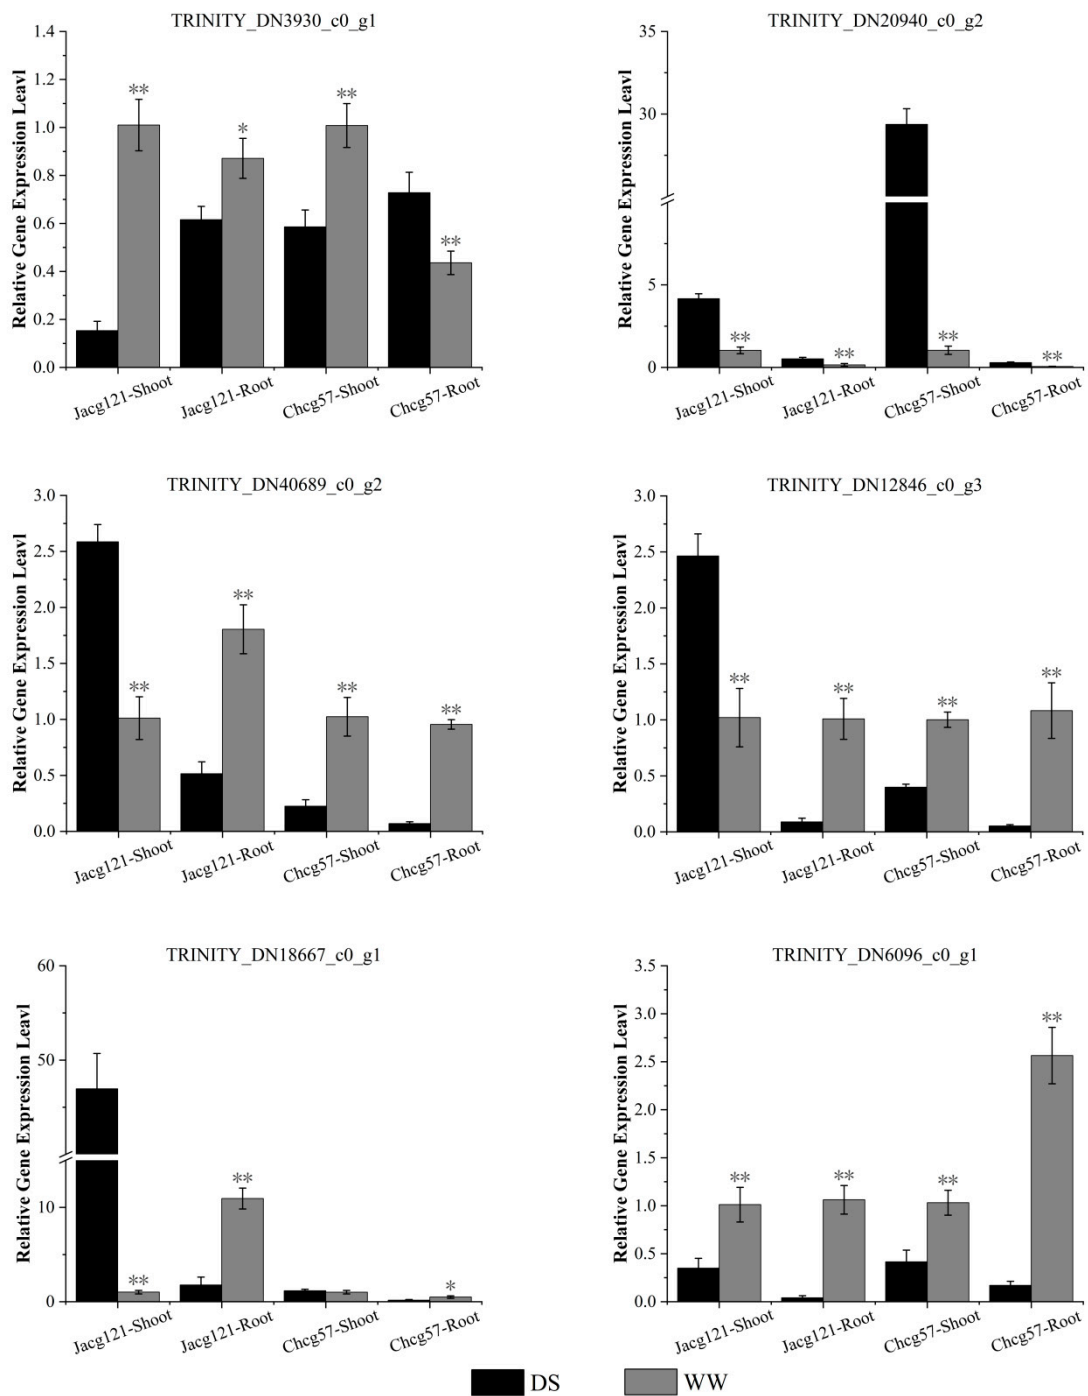 TRINITY_DN3930_c0_g1
Relative Gene Expression Leavl
1.4
1.2
1.0
0.8
0.6
0.4
0.2
0.0
**
*
**
**
Jacg121-Shoot
Jacg121-Root
Chcg57-Shoot
Chcg57-Root
TRINITY_DN20940_c0_g2
Relative Gene Expression Leavl
35
30
5
0
**
**
**
**
Jacg121-Shoot
Jacg121-Root
Chcg57-Shoot
Chcg57-Root
TRINITY_DN40689_c0_g2
Relative Gene Expression Leavl
3.0
2.5
2.0
1.5
1.0
0.5
0.0
**
**
**
**
Jacg121-Shoot
Jacg121-Root
Chcg57-Shoot
Chcg57-Root
TRINITY_DN12846_c0_g3
Relative Gene Expression Leavl
3.0
2.5
2.0
1.5
1.0
0.5
0.0
**
**
**
**
Jacg121-Shoot
Jacg121-Root
Chcg57-Shoot
Chcg57-Root
TRINITY_DN18667_c0_g1
Relative Gene Expression Leavl
60
50
10
0
**
**
*
Jacg121-Shoot
Jacg121-Root
Chcg57-Shoot
Chcg57-Root
TRINITY_DN6096_c0_g1
Relative Gene Expression Leavl
3.5
3.0
2.5
2.0
1.5
1.0
0.5
0.0
**
**
**
**
Jacg121-Shoot
Jacg121-Root
Chcg57-Shoot
Chcg57-Root
DS
WW